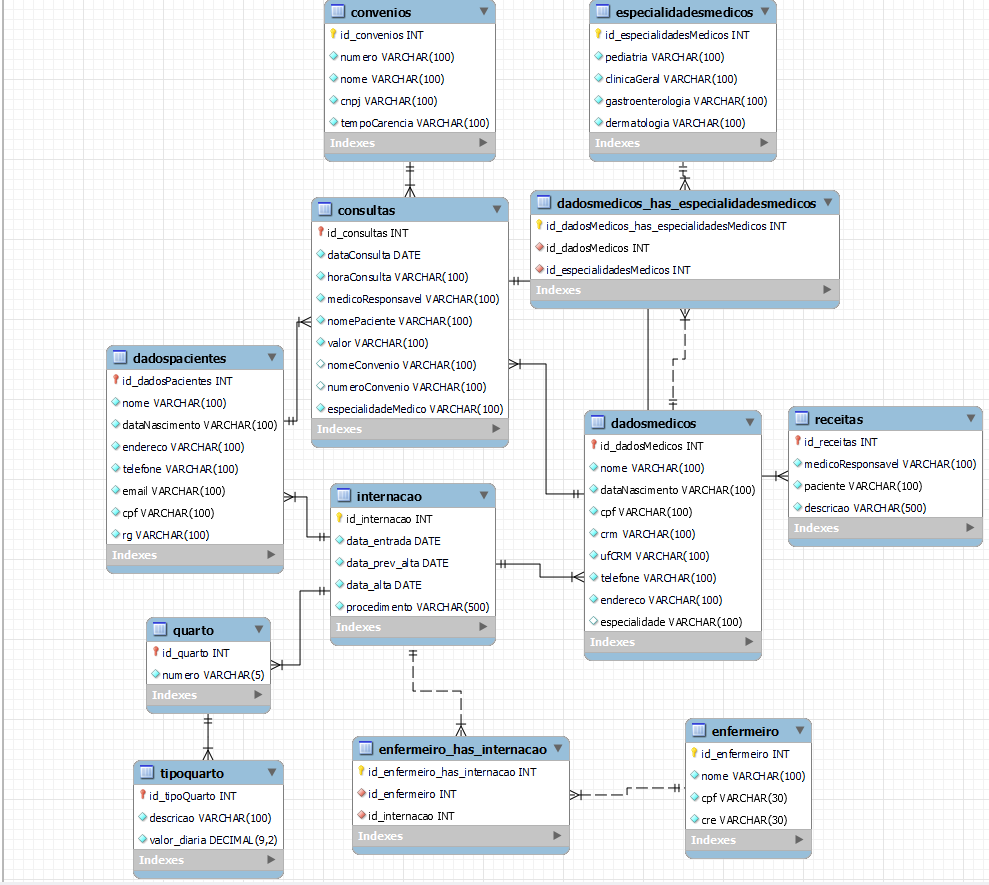 convenios
id_convenios INT
numero VARCHAR(100)
nome VARCHAR(100)
cnpj VARCHAR(100)
tempoCarencia VARCHAR(100)
Indexes
especialidadesmedicos
id_especialidadesMedicos INT
pediatria VARCHAR(100)
clinicaGeral VARCHAR(100)
gastroenterologia VARCHAR(100)
dermatologia VARCHAR(100)
Indexes
consultas
id_consultas INT
dataConsulta DATE
horaConsulta VARCHAR(100)
medicoResponsavel VARCHAR(100)
nomePaciente VARCHAR(100)
valor VARCHAR(100)
nomeConvenio VARCHAR(100)
numeroConvenio VARCHAR(100)
especialidadeMedico VARCHAR(100)
Indexes
dadosmedicos_has_especialidadesmedicos
id_dadosMedicos_has_especialidadesMedicos INT
id_dadosMedicos INT
id_especialidadesMedicos INT
Indexes
dadospacientes
id_dadosPacientes INT
nome VARCHAR(100)
dataNascimento VARCHAR(100)
endereco VARCHAR(100)
telefone VARCHAR(100)
email VARCHAR(100)
cpf VARCHAR(100)
rg VARCHAR(100)
Indexes
dadosmedicos
id_dadosMedicos INT
nome VARCHAR(100)
dataNascimento VARCHAR(100)
cpf VARCHAR(100)
crm VARCHAR(100)
ufCRM VARCHAR(100)
telefone VARCHAR(100)
endereco VARCHAR(100)
especialidade VARCHAR(100)
Indexes
receitas
id_receitas INT
medicoResponsavel VARCHAR(100)
paciente VARCHAR(100)
descricao VARCHAR(500)
Indexes
internacao
id_internacao INT
data_entrada DATE
data_prev_alta DATE
data_alta DATE
procedimento VARCHAR(500)
Indexes
quarto
id_quarto INT
numero VARCHAR(5)
Indexes
tipoquarto
id_tipoQuarto INT
descricao VARCHAR(100)
valor_diaria DECIMAL(9,2)
Indexes
enfermeiro_has_internacao
id_enfermeiro_has_internacao INT
id_enfermeiro INT
id_internacao INT
Indexes
enfermeiro
id_enfermeiro INT
nome VARCHAR(100)
cpf VARCHAR(30)
cre VARCHAR(30)
Indexes